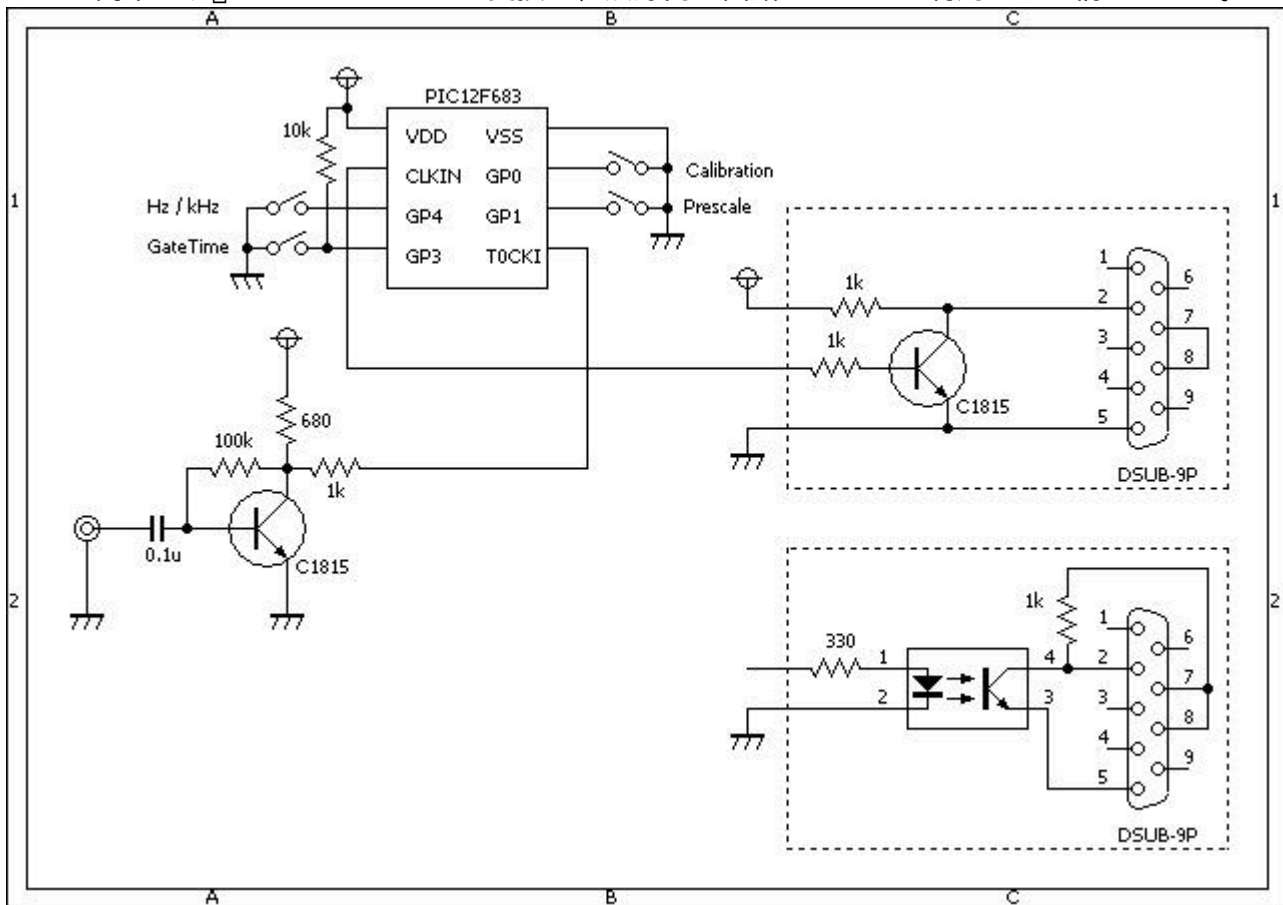 A B C
PIC12F683
10k
VDD VSS
CLKIN GP0
GP4 GP1
GP3 T0CKI
Calibration
Prescale
1 1
Hz / kHz
GateTime
1k
1k
C1815
1
2
3
4
5
6
7
8
9
DSUB-9P
680
100k
1k
0.1u
C1815
2 2
330
1
2
4
3
1k
1
2
3
4
5
6
7
8
9
DSUB-9P
A B C